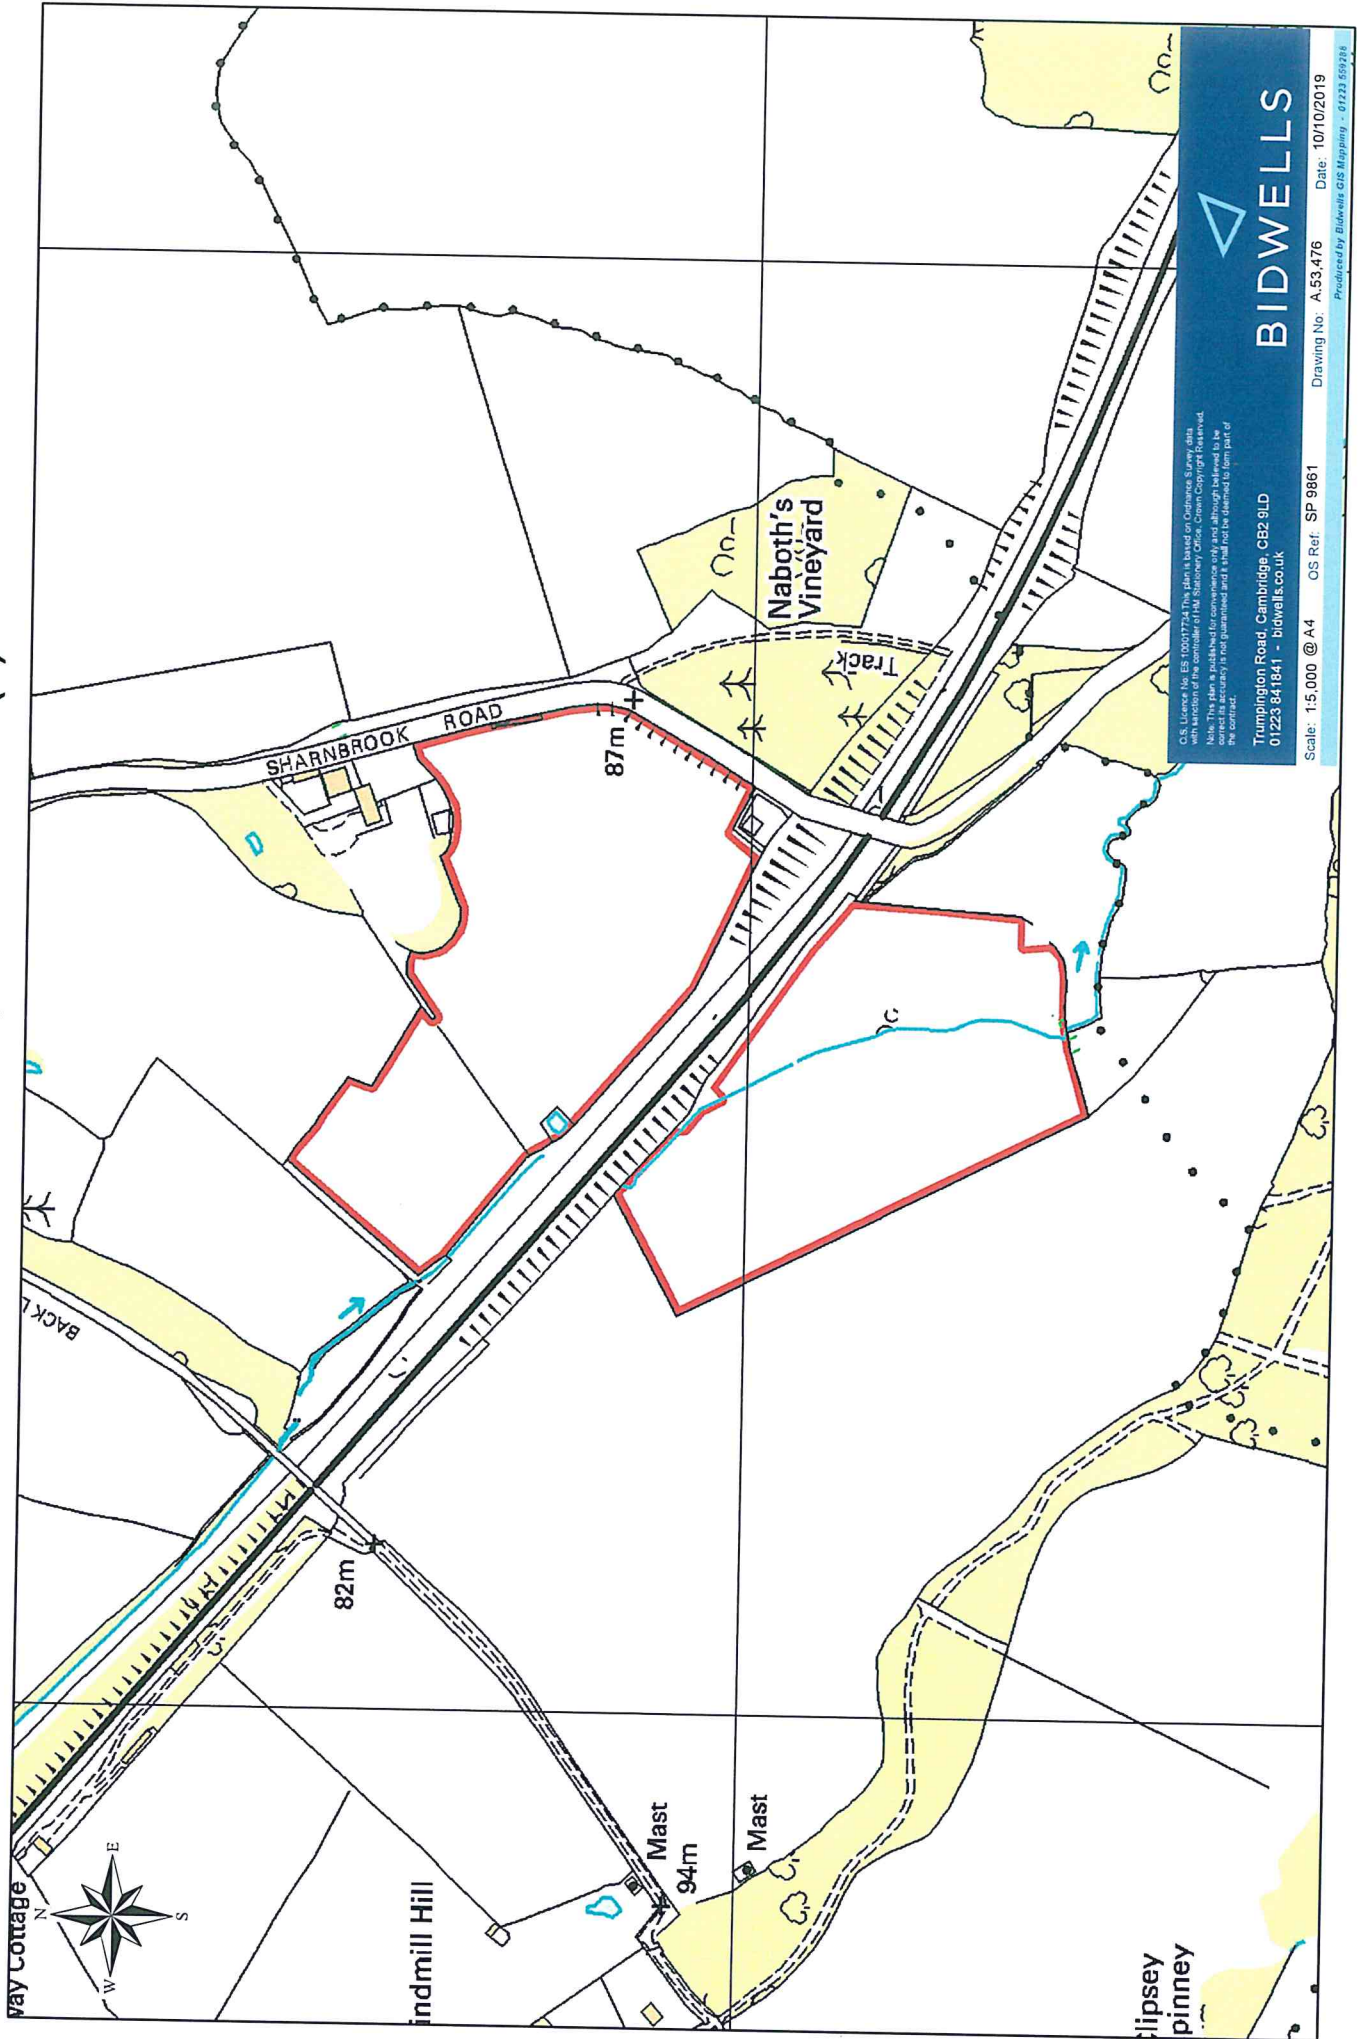 way Cottage
N
E
S
W
indmill Hill
82m
BACK L
Mast
94m
Mast
lipsey
pinney
SHARNBROOK ROAD
87m
Track
Naboth's
Vineyard
O.S. Licence No: ES 100017734 This plan is based on Ordnance Survey data
with sanction of the controller of HM Stationery Office. Crown Copyright Reserved.
Note: This plan is published for convenience only and although believed to be
correct its accuracy is not guaranteed and it shall not be deemed to form part of
the contract.
Trumpington Road, Cambridge, CB2 9LD
01223 841841 - bidwells.co.uk
BIDWELLS
Scale: 1:5,000 @ A4 OS Ref: SP 9861 Drawing No: A.53,476 Date: 10/10/2019
Produced by Bidwells GIS Mapping - 01223 559286